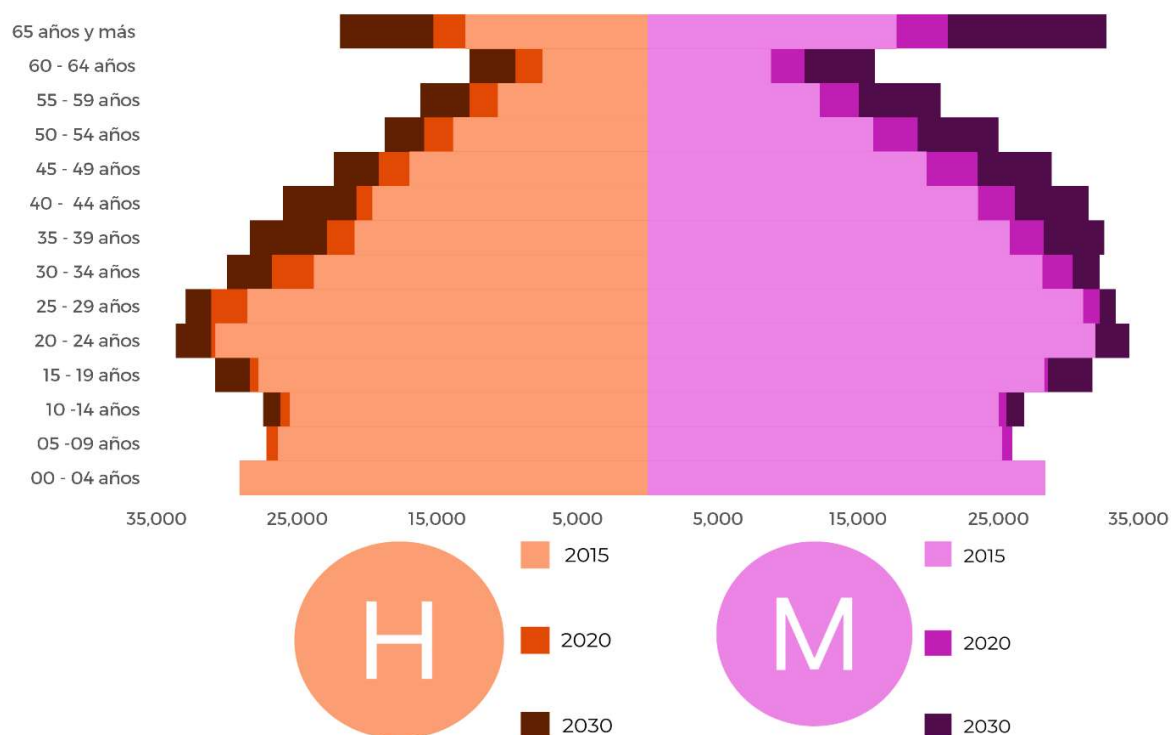 65 años y más
60 - 64 años
55 - 59 años
50 - 54 años
45 - 49 años
40 - 44 años
35 - 39 años
30 - 34 años
25 - 29 años
20 - 24 años
15 - 19 años
10 -14 años
05 -09 años
00 - 04 años
35,000 25,000 15,000 5,000 5,000 15,000 25,000 35,000
H
2015
2020
2030
M
2015
2020
2030